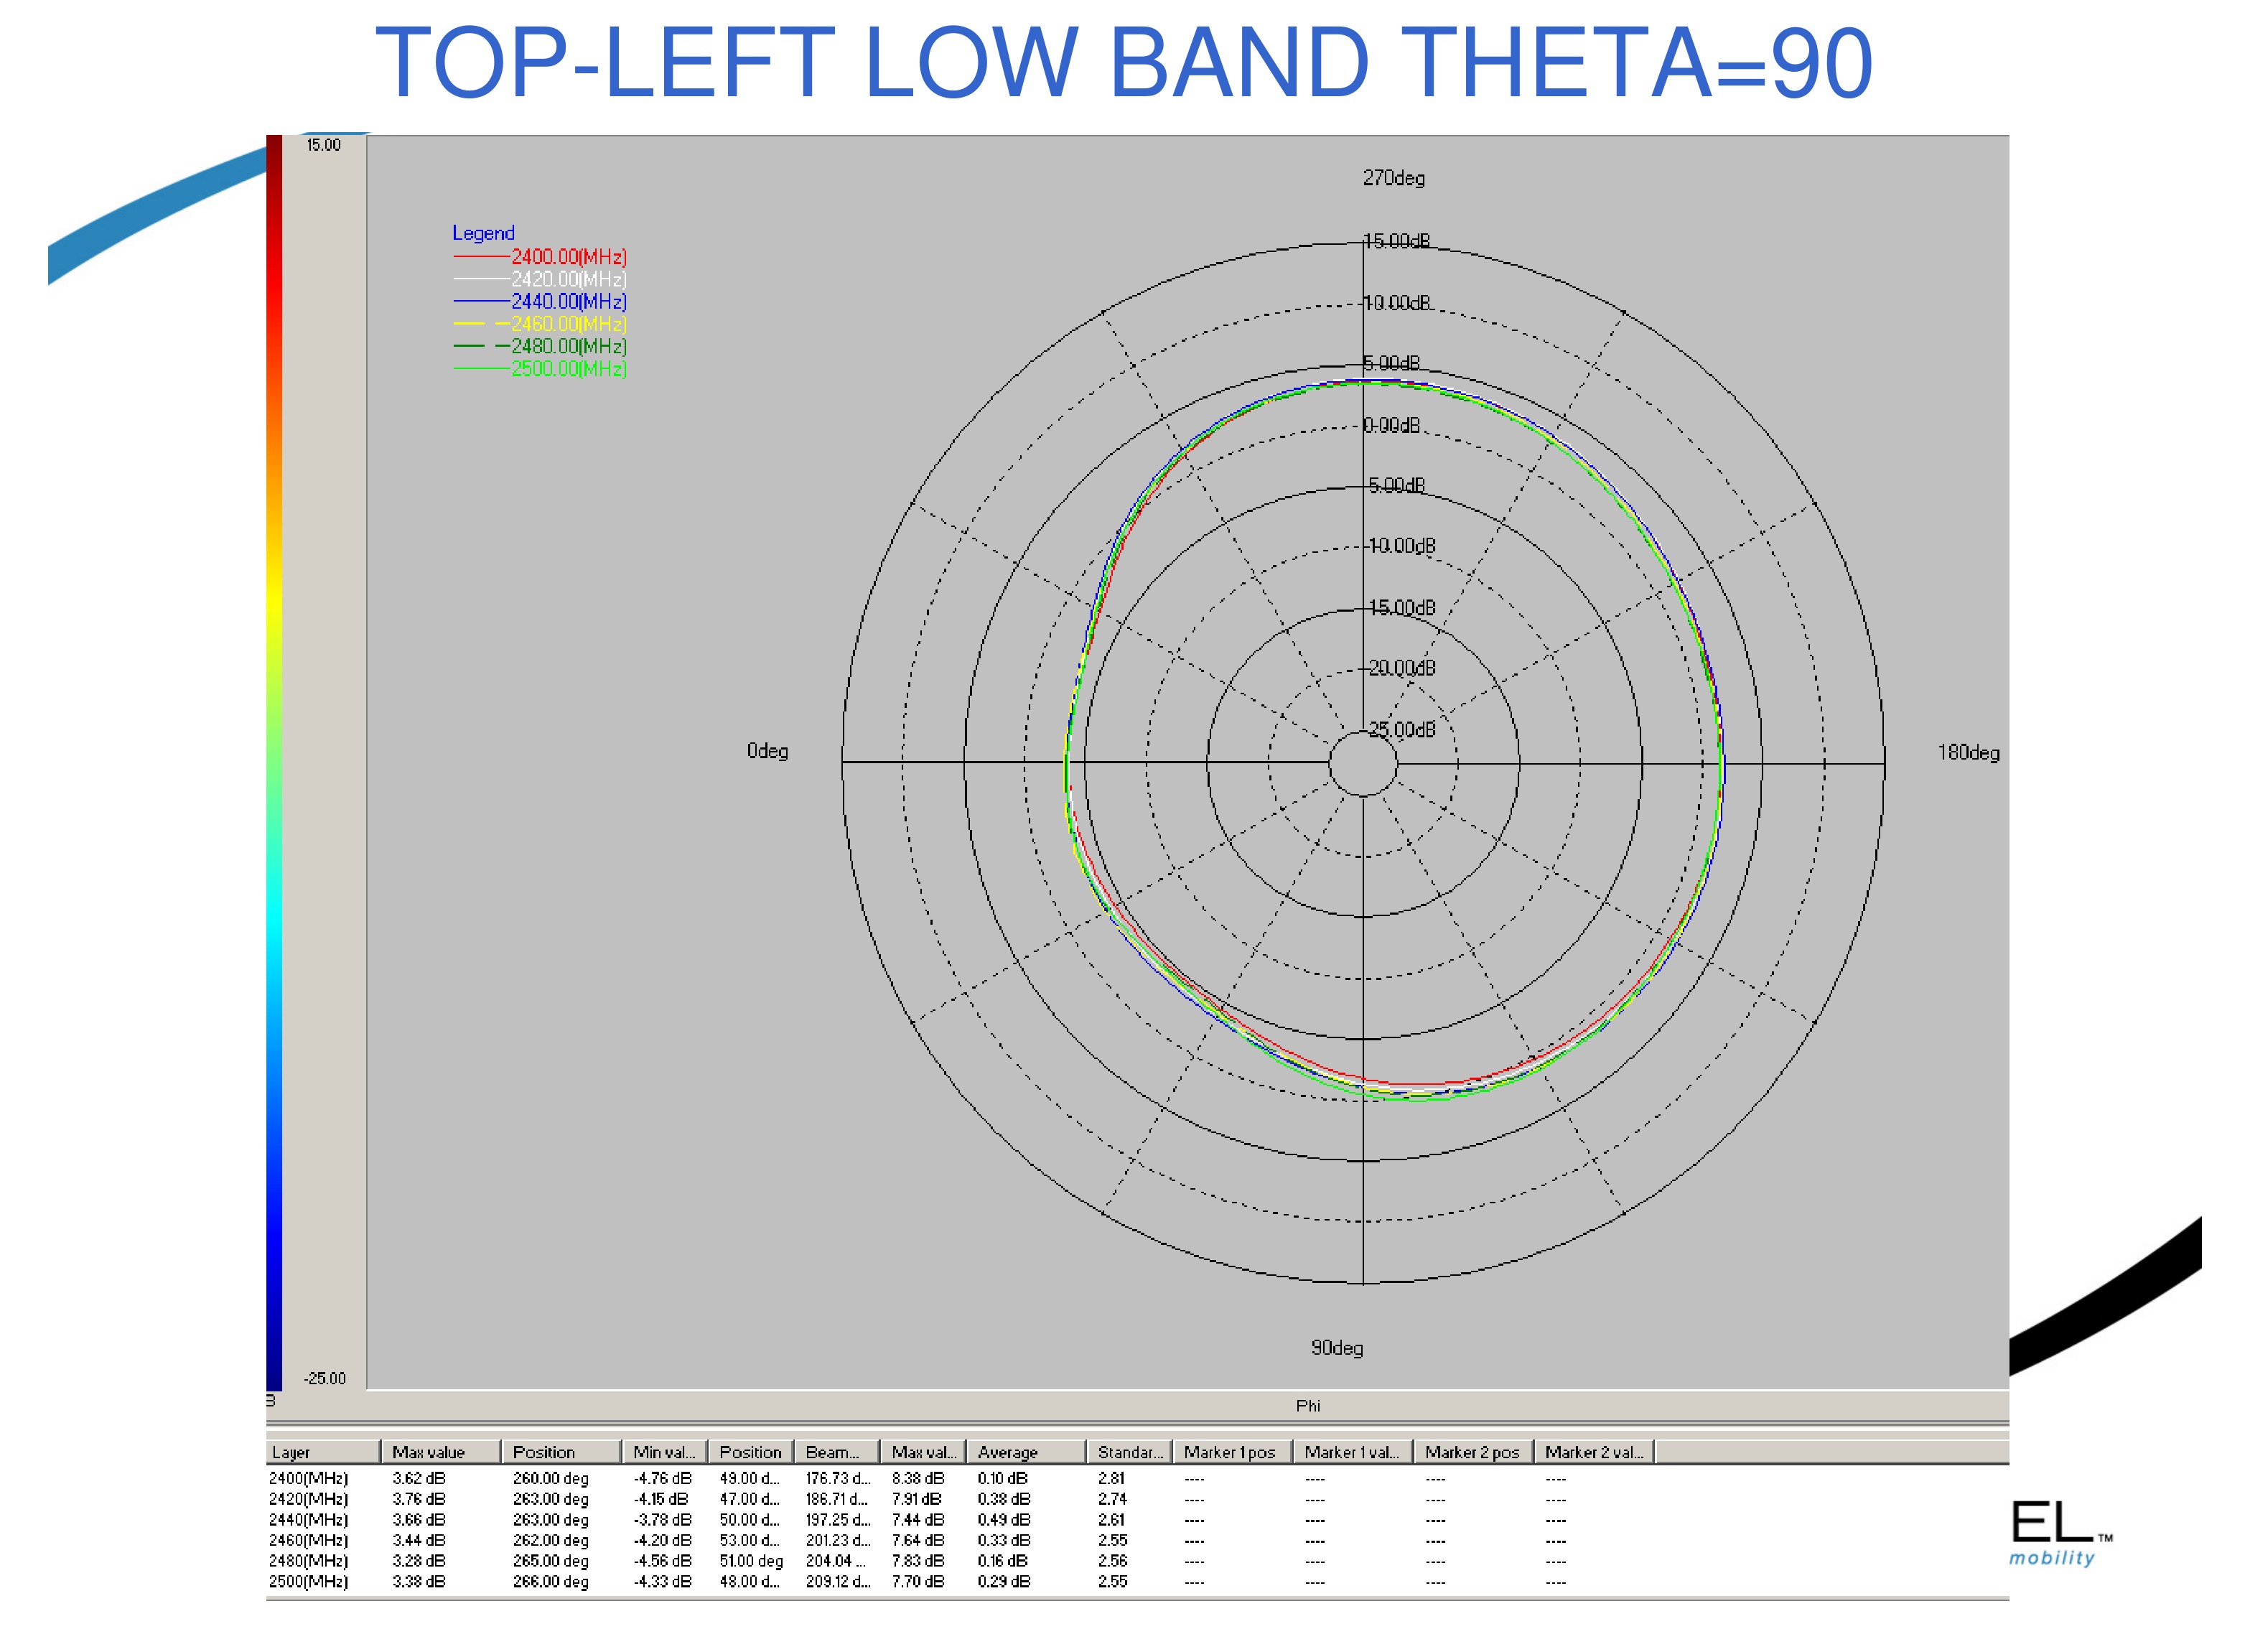 TOP-LEFT LOW BAND THETA=90
15.00
270deg
Legend
2400.00(MHz)
2420.00(MHz)
2440.00(MHz)
2460.00(MHz)
2480.00(MHz)
2500.00(MHz)
15.00dB
10.00dB
5.00dB
0.00dB
-5.00dB
-10.00dB
-15.00dB
-20.00dB
-25.00dB
0deg
180deg
90deg
-25.00
Phi
Layer Max value Position Min val... Position Beam... Max val... Average Standar... Marker 1 pos Marker 1 val... Marker 2 pos Marker 2 val...
2400(MHz) 3.62 dB 260.00 deg -4.76 dB 49.00 d... 176.73 d... 8.38 dB 0.10 dB 2.81 ---- ---- ---- ----
2420(MHz) 3.76 dB 263.00 deg -4.15 dB 47.00 d... 186.71 d... 7.91 dB 0.38 dB 2.74 ---- ---- ---- ----
2440(MHz) 3.66 dB 263.00 deg -3.78 dB 50.00 d... 197.25 d... 7.44 dB 0.49 dB 2.61 ---- ---- ---- ----
2460(MHz) 3.44 dB 262.00 deg -4.20 dB 53.00 d... 201.23 d... 7.64 dB 0.33 dB 2.55 ---- ---- ---- ----
2480(MHz) 3.28 dB 265.00 deg -4.56 dB 51.00 deg 204.04 ... 7.83 dB 0.16 dB 2.56 ---- ---- ---- ----
2500(MHz) 3.38 dB 266.00 deg -4.33 dB 48.00 d... 209.12 d... 7.70 dB 0.29 dB 2.55 ---- ---- ---- ----
EL™
mobility